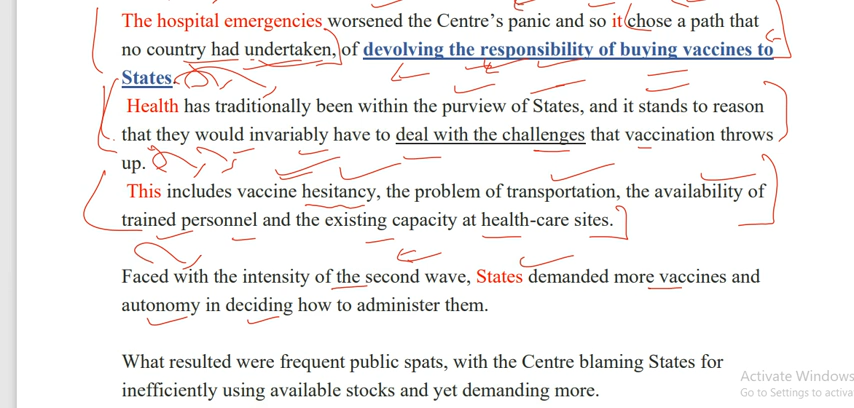 The hospital emergencies worsened the Centre's panic and so it chose a path that
no country had undertaken, of devolving the responsibility of buying vaccines to
States.
Health has traditionally been within the purview of States, and it stands to reason
that they would invariably have to deal with the challenges that vaccination throws
up.
This includes vaccine hesitancy, the problem of transportation, the availability of
trained personnel and the existing capacity at health-care sites.
Faced with the intensity of the second wave, States demanded more vaccines and
autonomy in deciding how to administer them.
What resulted were frequent public spats, with the Centre blaming States for
inefficiently using available stocks and yet demanding more.
Activate Windows
Go to Settings to activa